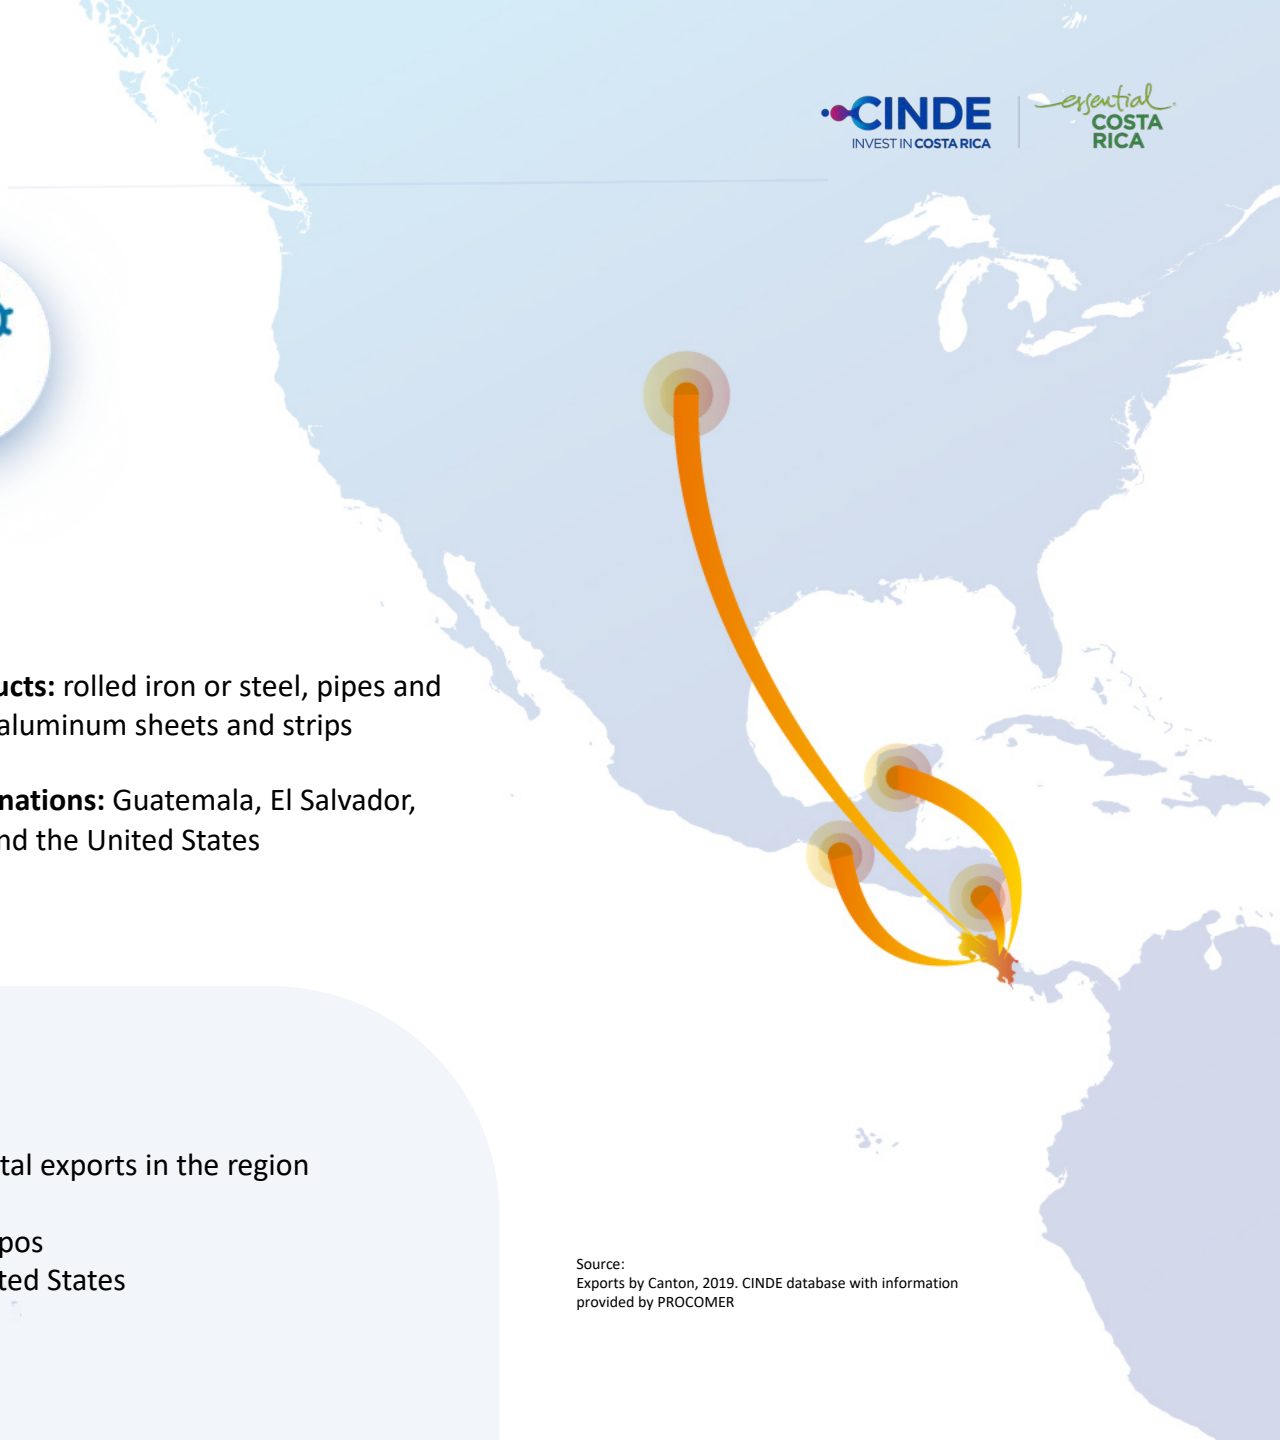 CINDE
INVEST IN COSTA RICA
essential
COSTA
RICA
ucts: rolled iron or steel, pipes and
aluminum sheets and strips
nations: Guatemala, El Salvador,
nd the United States
tal exports in the region
pos
ted States
Source:
Exports by Canton, 2019. CINDE database with information
provided by PROCOMER